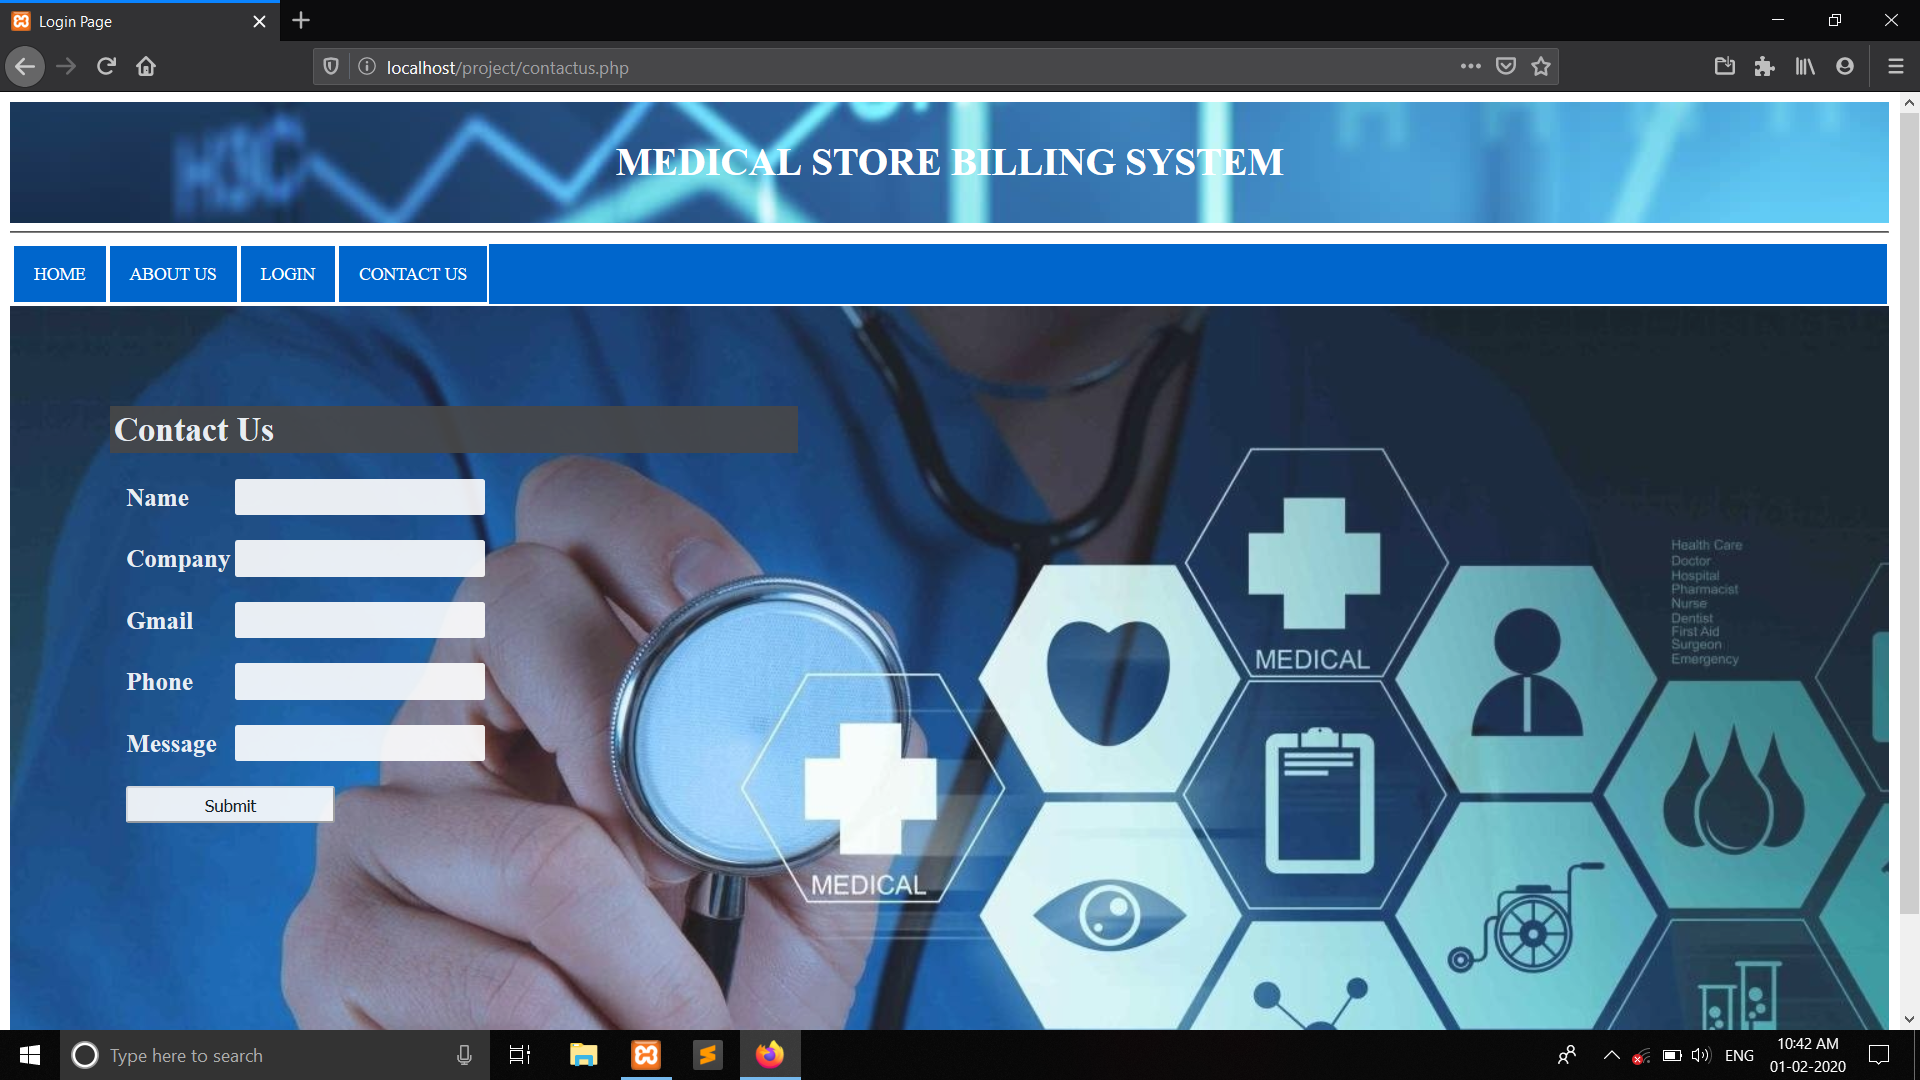 Login Page
localhost/project/contactus.php
MEDICAL STORE BILLING SYSTEM
HOME
ABOUT US
LOGIN
CONTACT US
Contact Us
Name
Company
Gmail
Phone
Message
Submit
MEDICAL
MEDICAL
Health Care
Doctor
Hospital
Pharmacist
Nurse
Dentist
First Aid
Surgeon
Emergency
Type here to search
ENG
10:42 AM
01-02-2020